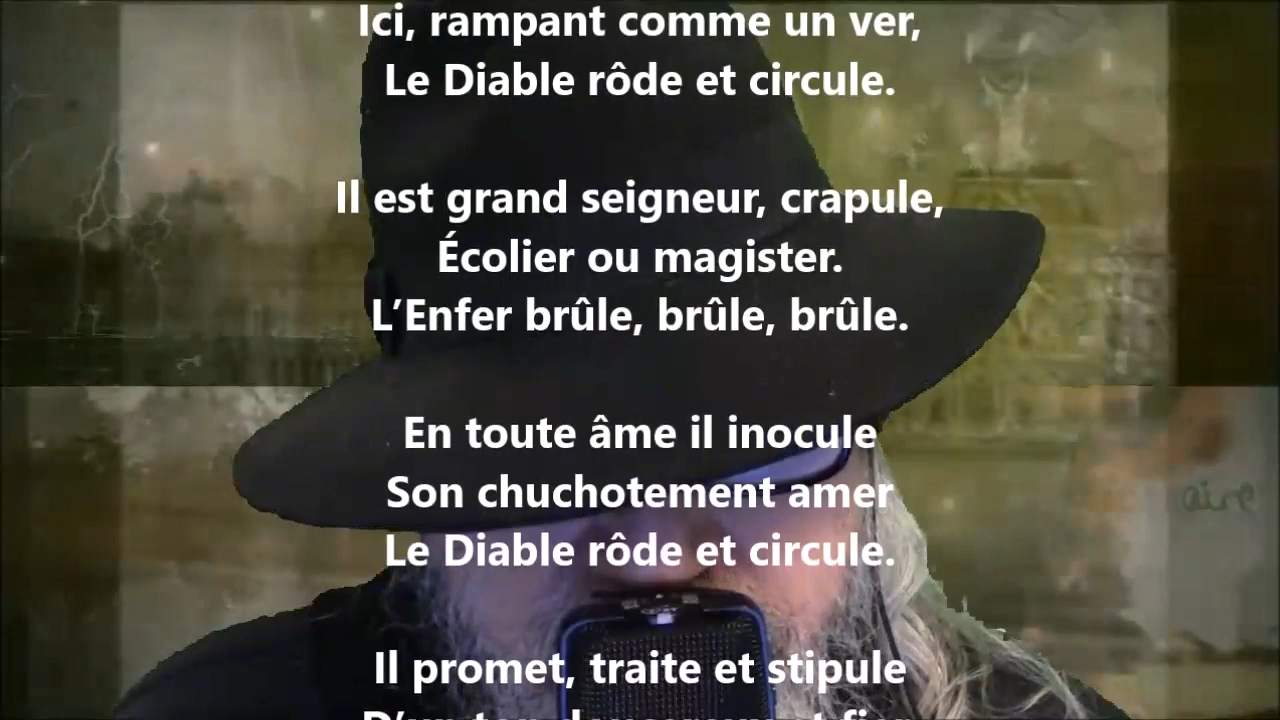 Ici, rampant comme un ver,
Le Diable rôde et circule.
Il est grand seigneur, crapule,
Écolier ou magister.
L’Enfer brûle, brûle, brûle.
En toute âme il inocule
Son chuchotement amer
Le Diable rôde et circule.
aire
Il promet, traite et stipule